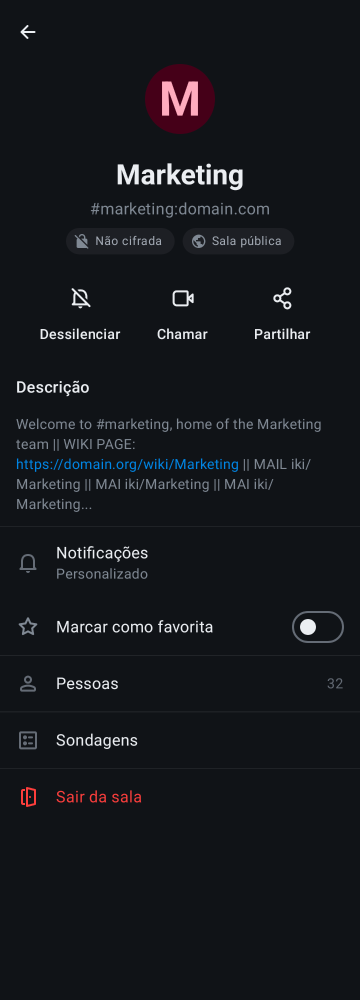 M
Marketing
#marketing:domain.com
Não cifrada
Sala pública
Dessilenciar
Chamar
Partilhar
Descrição
Welcome to #marketing, home of the Marketing
team || WIKI PAGE:
https://domain.org/wiki/Marketing || MAIL iki/
Marketing || MAI iki/Marketing || MAI iki/
Marketing...
Notificações
Personalizado
Marcar como favorita
Pessoas 32
Sondagens
Sair da sala